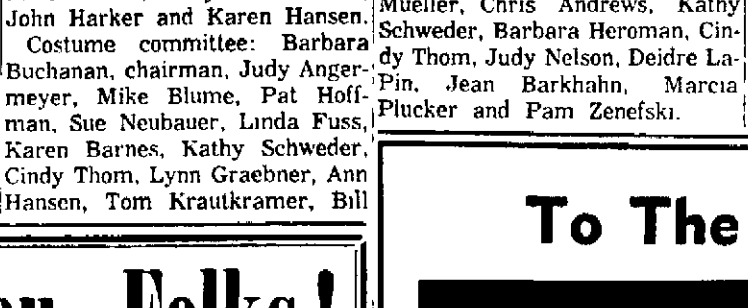 John Harker and Karen Hansen.
Costume committee: Barbara
Buchanan, chairman, Judy Anger-
meyer, Mike Blume, Pat Hoff-
man, Sue Neubauer, Linda Fuss,
Karen Barnes, Kathy Schweder,
Cindy Thom, Lynn Graebner, Ann
Hansen, Tom Krautkramer, Bill
Mueller, Chris Andrews, Kathy
Schweder, Barbara Heroman, Cin-
dy Thom, Judy Nelson, Deidre La-
Pin, Jean Barkhahn, Marcia
Plucker and Pam Zenefski.
Folks!
To The